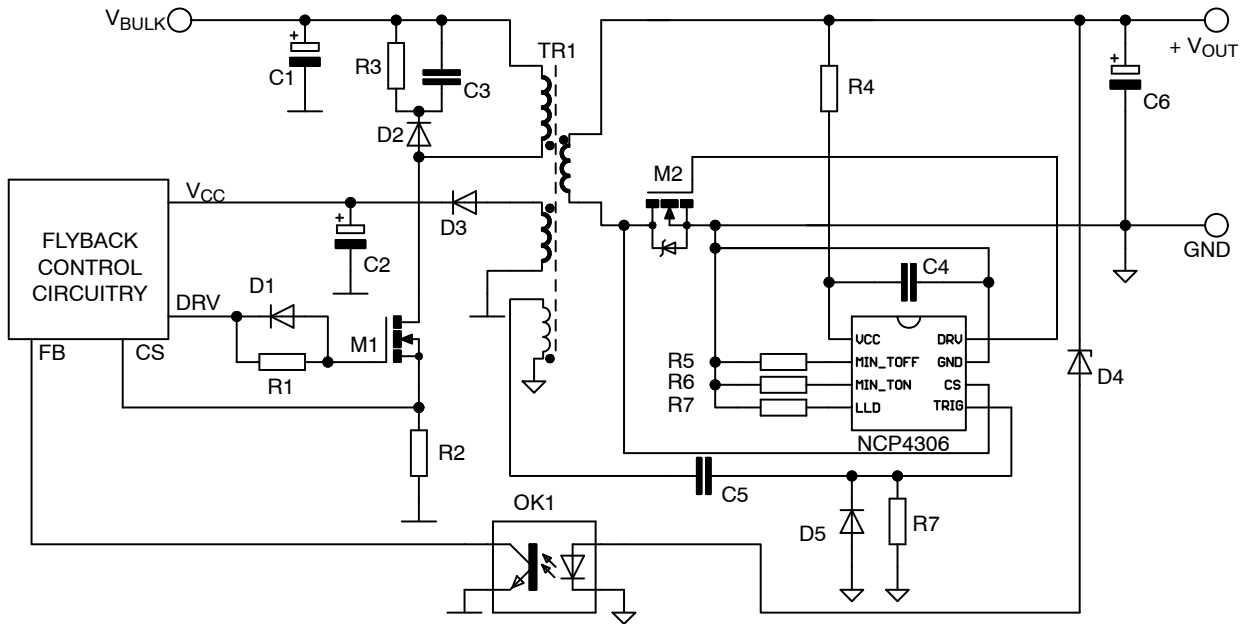 VBULK
+
C1
R3
C3
D2
TR1
R4
+
C6
+ VOUT
M2
GND
FLYBACK
CONTROL
CIRCUITRY
VCC
+
C2
D3
DRV
D1
R1
M1
FB
CS
R2
C4
VCC
MIN_TOFF
MIN_TON
LLD
DRV
GND
CS
TRIG
R5
R6
R7
NCP4306
D4
C5
D5
R7
OK1